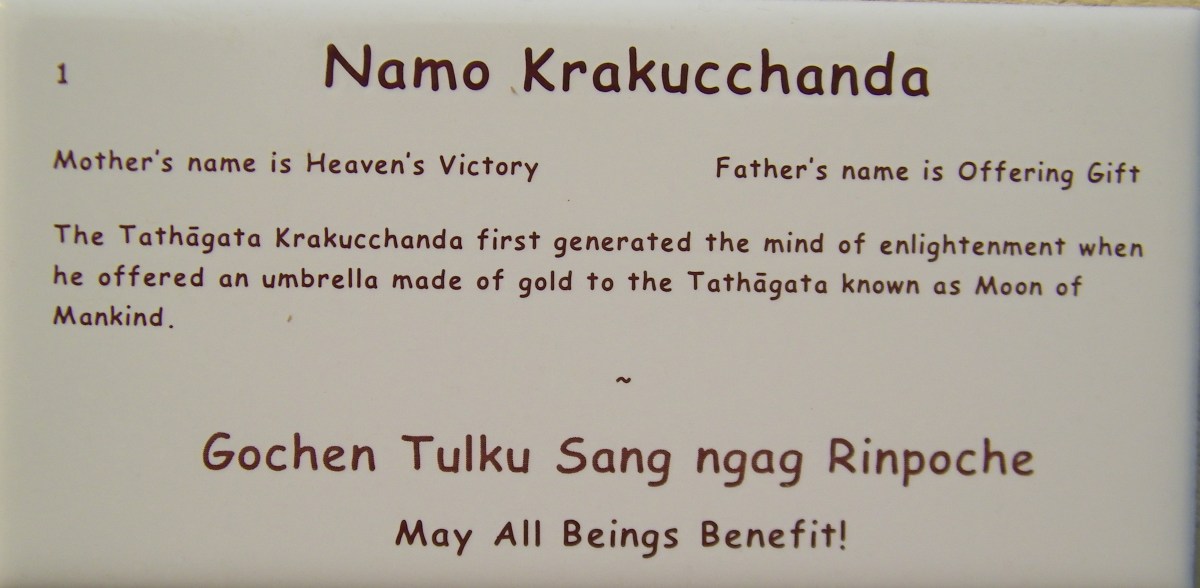 1 Namo Krakucchanda
Mother's name is Heaven's Victory Father's name is Offering Gift
The Tathāgata Krakucchanda first generated the mind of enlightenment when
he offered an umbrella made of gold to the Tathāgata known as Moon of
Mankind.
~
Gochen Tulku Sang ngag Rinpoche
May All Beings Benefit!